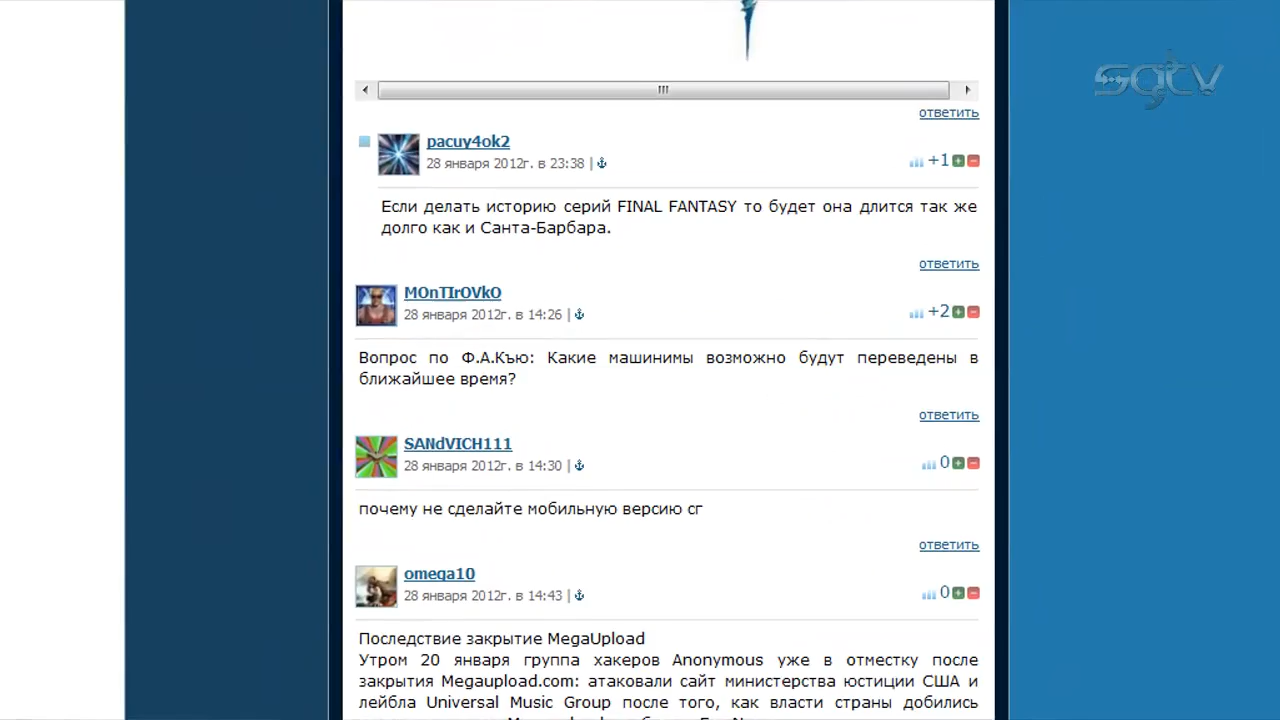 sgtv
ответить
pacuy4ok2
28 января 2012г. в 23:38 |
+1
Если делать историю серий FINAL FANTASY то будет она длится так же
долго как и Санта-Барбара.
ответить
MOnTIrOVkO
28 января 2012г. в 14:26 |
+2
Вопрос по Ф.А.Къю: Какие машинимы возможно будут переведены в
ближайшее время?
ответить
SANdVICH111
28 января 2012г. в 14:30 |
0
почему не сделайте мобильную версию сг
ответить
omega10
28 января 2012г. в 14:43 |
0
Последствие закрытие MegaUpload
Утром 20 января группа хакеров Anonymous уже в отместку после
закрытия Megaupload.com: атаковали сайт министерства юстиции США и
лейбла Universal Music Group после того, как власти страны добились